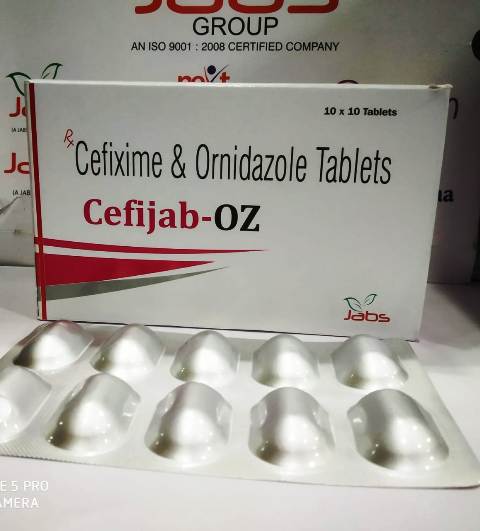 GROUP
AN ISO 9001 : 2008 CERTIFIED COMPANY
10 x 10 Tablets
Rx
Cefixime & Ornidazole Tablets
Cefijab-OZ
Jabs
E 5 PRO
AMERA